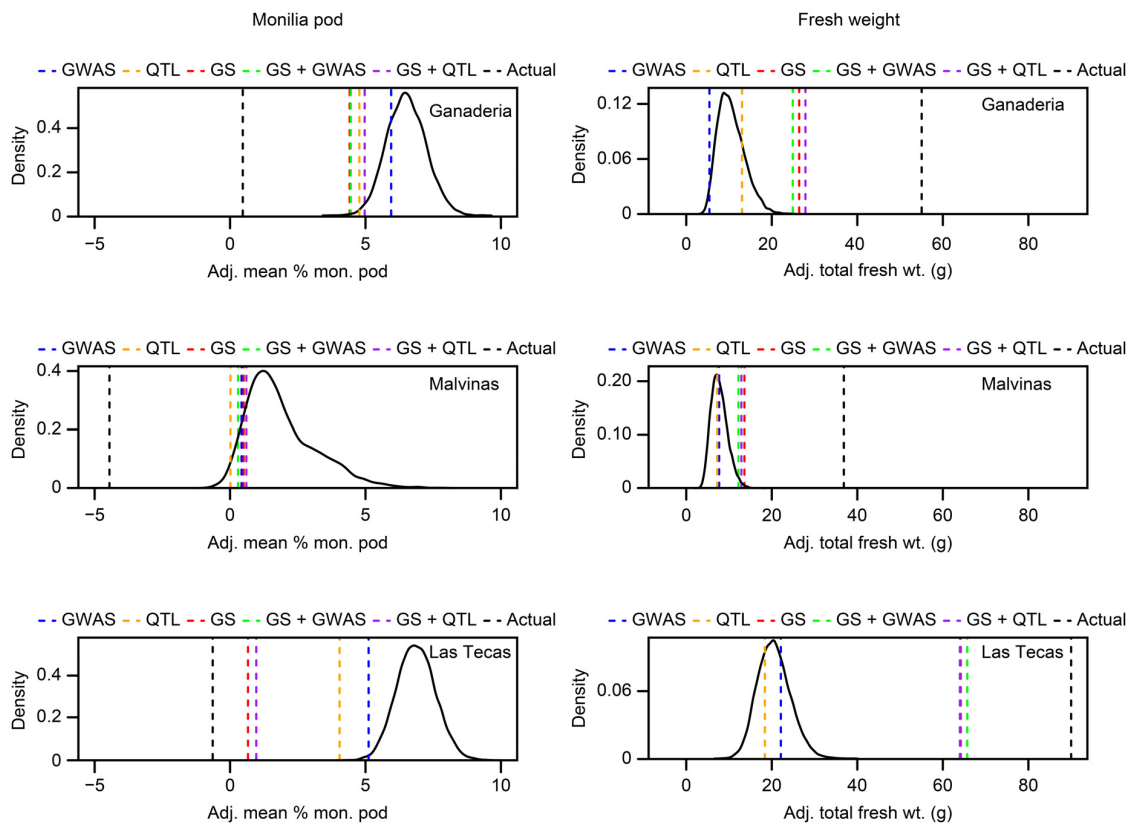 Monilia pod
Fresh weight
GWAS QTL GS GS + GWAS GS + QTL Actual
Ganaderia
Density
0.4
0.2
0
−5 0 5 10
Adj. mean % mon. pod
GWAS QTL GS GS + GWAS GS + QTL Actual
Ganaderia
Density
0.12
0.06
0
0 20 40 60 80
Adj. total fresh wt. (g)
GWAS QTL GS GS + GWAS GS + QTL Actual
Malvinas
Density
0.4
0.2
0
−5 0 5 10
Adj. mean % mon. pod
GWAS QTL GS GS + GWAS GS + QTL Actual
Malvinas
Density
0.20
0.10
0
0 20 40 60 80
Adj. total fresh wt. (g)
GWAS QTL GS GS + GWAS GS + QTL Actual
Las Tecas
Density
0.4
0.2
0
−5 0 5 10
Adj. mean % mon. pod
GWAS QTL GS GS + GWAS GS + QTL Actual
Las Tecas
Density
0.06
0
0 20 40 60 80
Adj. total fresh wt. (g)